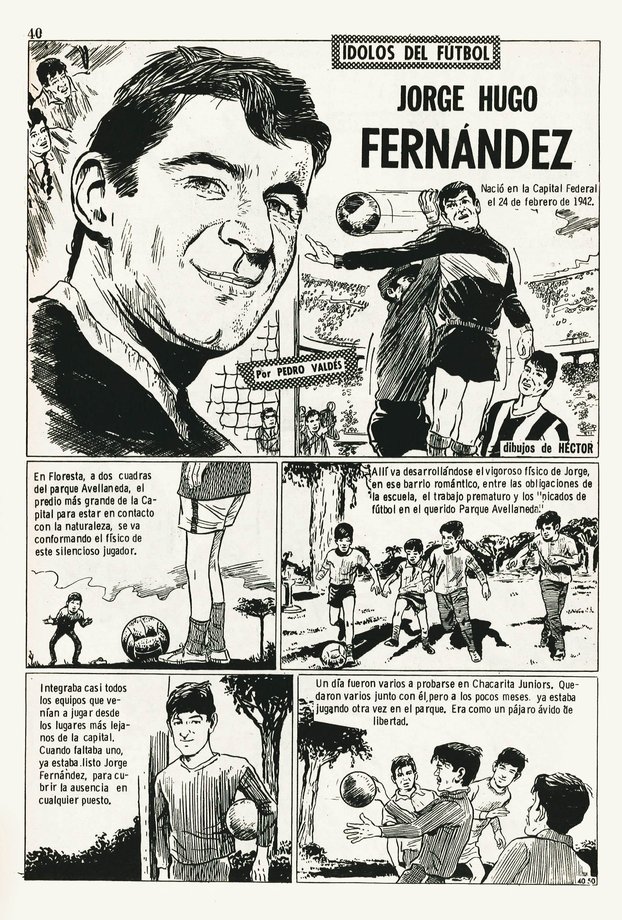 40
ÍDOLOS DEL FÚTBOL
JORGE HUGO
FERNÁNDEZ
Nació en la Capital Federal
el 24 de febrero de 1942.
Por PEDRO VALDÉS
dibujos de HÉCTOR
En Floresta, a dos cuadras
del parque Avellaneda, el
predio más grande de la Ca-
pital para estar en contacto
con la naturaleza, se va
conformando el físico de
este silencioso jugador.
Allí va desarrollándose el vigoroso físico de Jorge,
en ese barrio romántico, entre las obligaciones de
la escuela, el trabajo prematuro y los "picados de
fútbol en el querido Parque Avellaneda."
Integraba casi todos
los equipos que ve-
nían a jugar desde
los lugares más leja-
nos de la capital.
Cuando faltaba uno,
ya estaba listo Jorge
Fernández, para cu-
brir la ausencia en
cualquier puesto.
Un día fueron varios a probarse en Chacarita Juniors. Que-
daron varios junto con él, pero a los pocos meses ya estaba
jugando otra vez en el parque. Era como un pájaro ávido de
libertad.